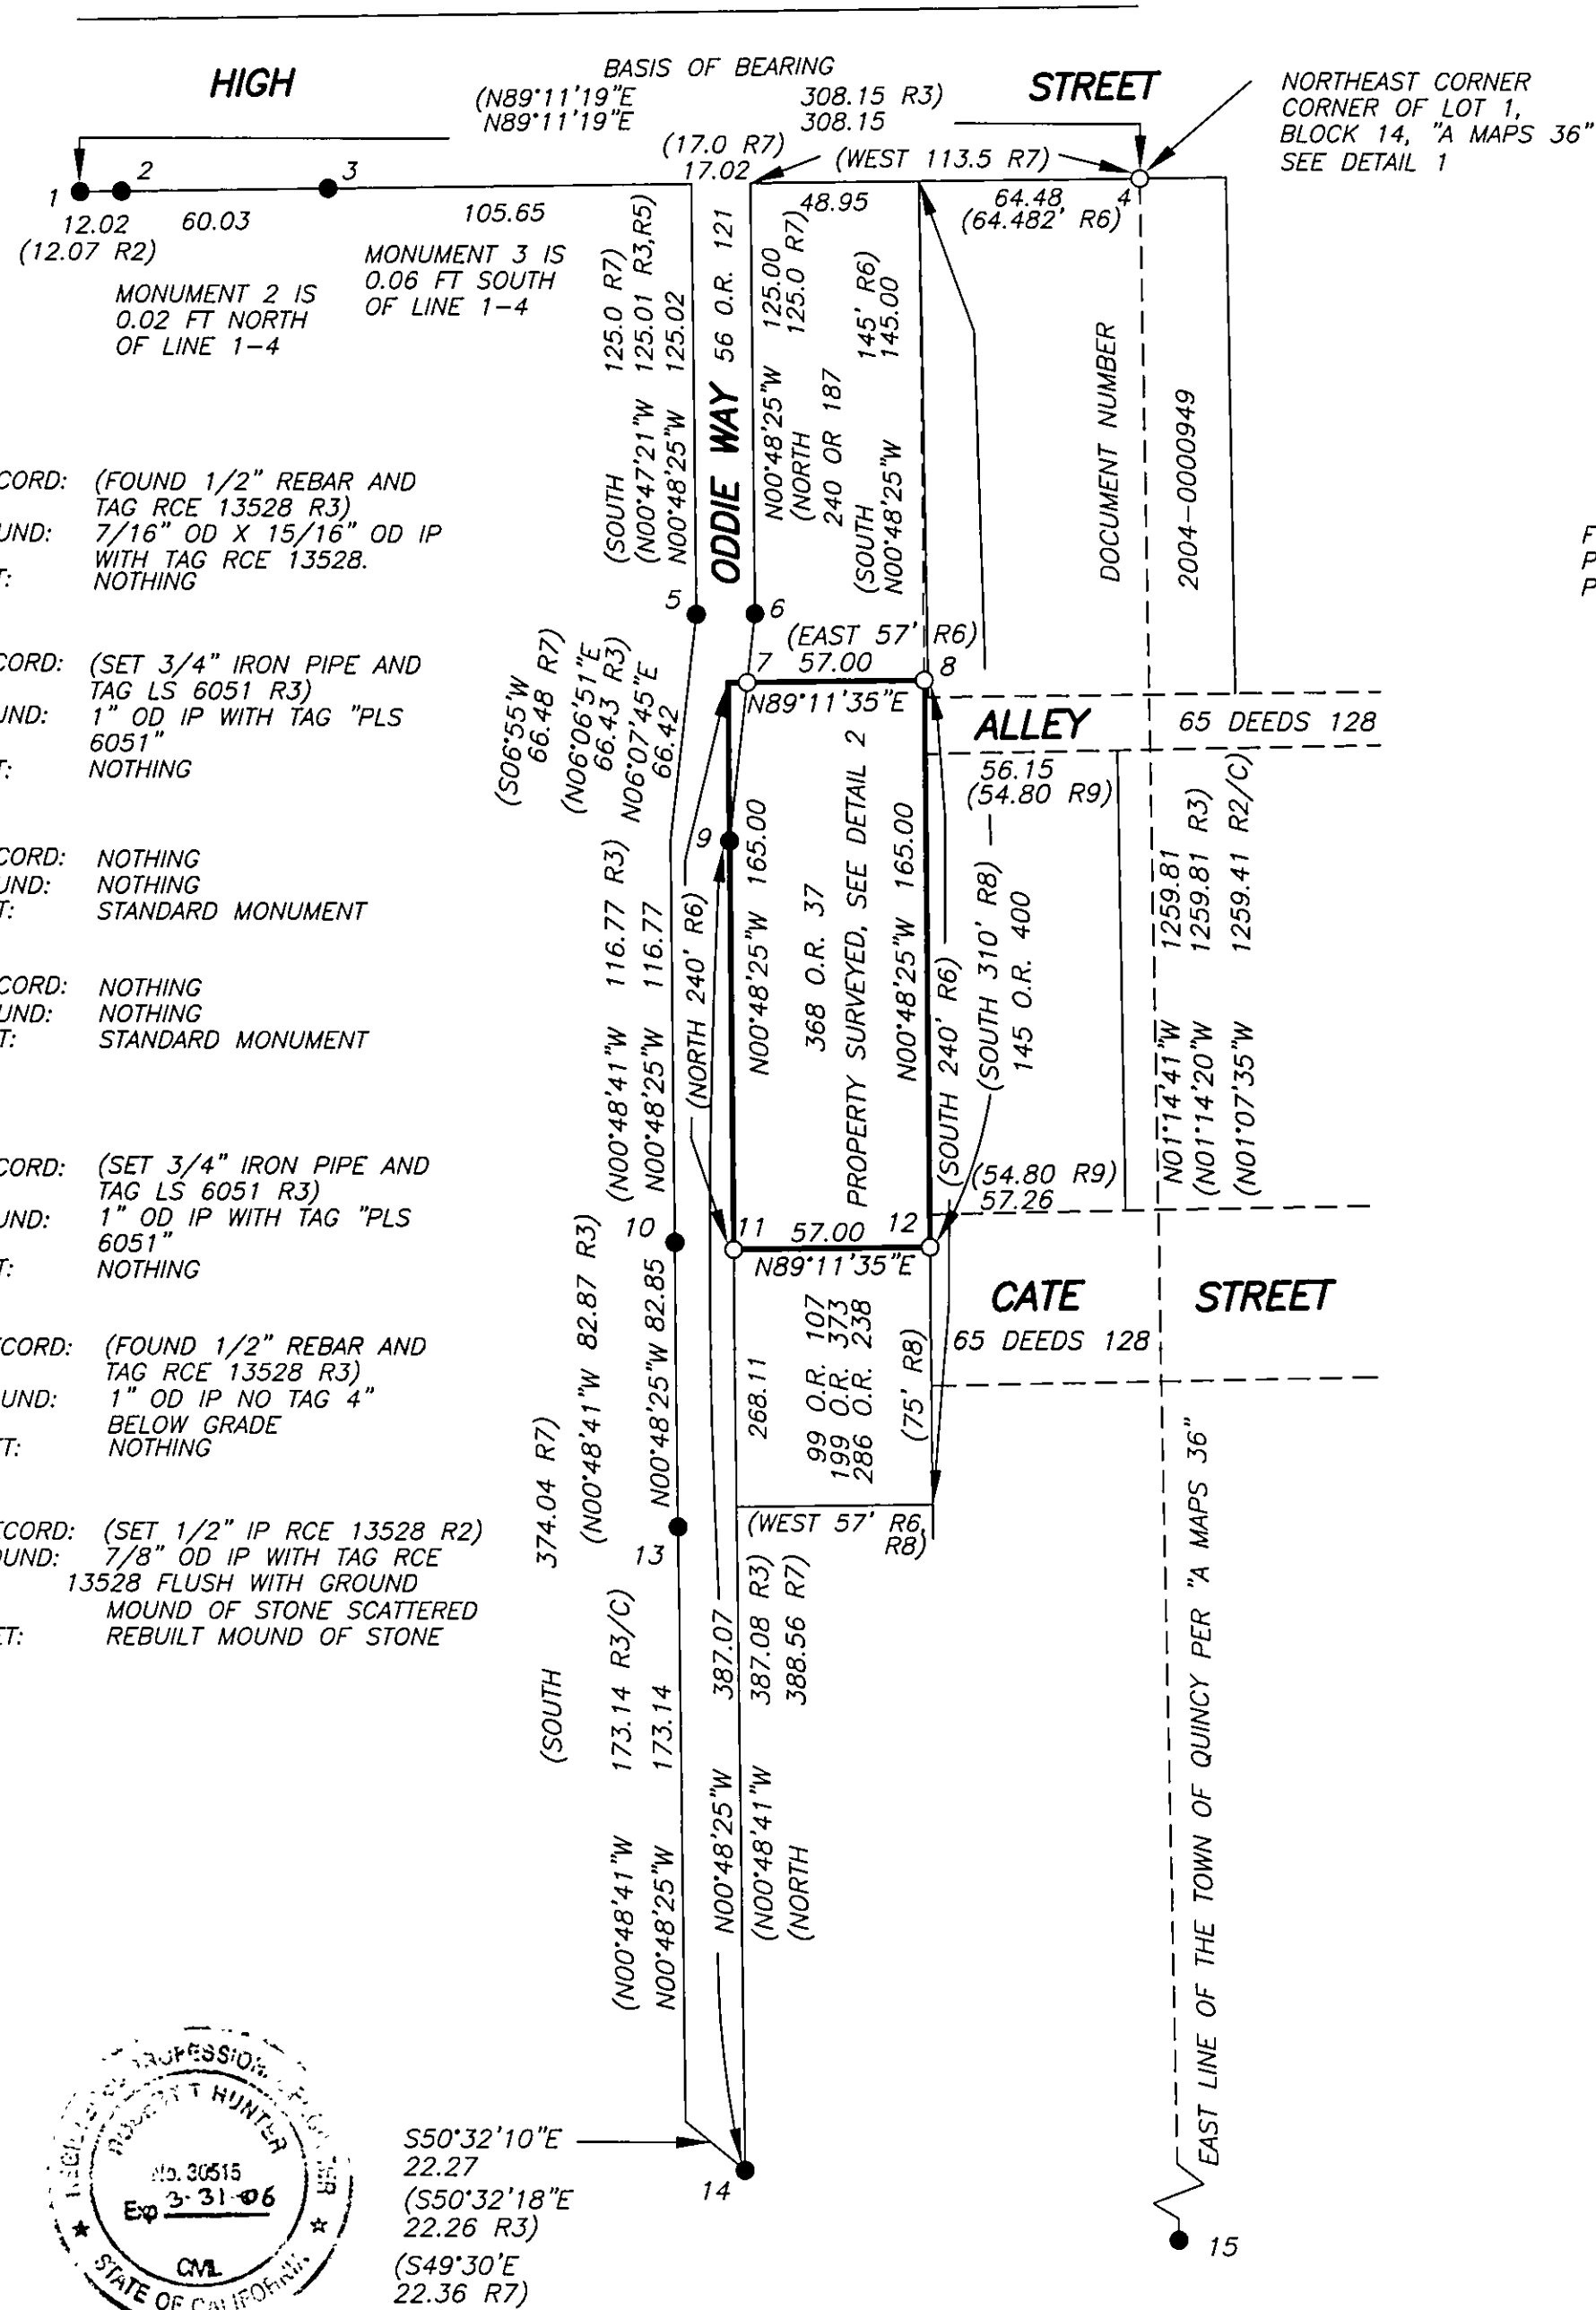 HIGH
BASIS OF BEARING
(N89°11'19"E 308.15 R3)
N89°11'19"E 308.15
STREET
NORTHEAST CORNER
CORNER OF LOT 1,
BLOCK 14, "A MAPS 36"
SEE DETAIL 1
(17.0 R7)
17.02
(WEST 113.5 R7)
1
2
3
4
12.02
(12.07 R2)
60.03
105.65
48.95
64.48
(64.482' R6)
MONUMENT 2 IS
0.02 FT NORTH
OF LINE 1-4
MONUMENT 3 IS
0.06 FT SOUTH
OF LINE 1-4
(SOUTH 125.0 R7)
(N00°47'21"W 125.01 R3,R5)
N00°48'25"W 125.02
ODDIE WAY 56 O.R. 121
N00°48'25"W 125.00
(NORTH 125.0 R7)
240 OR 187
(SOUTH 145' R6)
N00°48'25"W 145.00
DOCUMENT NUMBER
2004-0000949
CORD: (FOUND 1/2" REBAR AND
TAG RCE 13528 R3)
UND: 7/16" OD X 15/16" OD IP
WITH TAG RCE 13528.
T: NOTHING
F
P
P
5
6
(EAST 57' R6)
7
57.00
8
N89°11'35"E
CORD: (SET 3/4" IRON PIPE AND
TAG LS 6051 R3)
UND: 1" OD IP WITH TAG "PLS
6051"
T: NOTHING
(S06°55'W
66.48 R7)
(N06°06'51"E
66.43 R3)
N06°07'45"E
66.42
ALLEY
65 DEEDS 128
56.15
(54.80 R9)
9
CORD: NOTHING
UND: NOTHING
T: STANDARD MONUMENT
CORD: NOTHING
UND: NOTHING
T: STANDARD MONUMENT
(N00°48'41"W 116.77 R3)
N00°48'25"W 116.77
(NORTH 240' R6)
N00°48'25"W 165.00
368 O.R. 37
PROPERTY SURVEYED, SEE DETAIL 2
N00°48'25"W 165.00
(SOUTH 240' R6)
(SOUTH 310' R8)
145 O.R. 400
N01°14'41"W 1259.81
(N01°14'20"W 1259.81 R3)
(N01°07'35"W 1259.41 R2/C)
CORD: (SET 3/4" IRON PIPE AND
TAG LS 6051 R3)
UND: 1" OD IP WITH TAG "PLS
6051"
T: NOTHING
(54.80 R9)
57.26
10
11
57.00
12
N89°11'35"E
CATE
STREET
65 DEEDS 128
(N00°48'41"W 82.87 R3)
N00°48'25"W 82.85
268.11
99 O.R. 107
199 O.R. 373
286 O.R. 238
(75' R8)
CORD: (FOUND 1/2" REBAR AND
TAG RCE 13528 R3)
OUND: 1" OD IP NO TAG 4"
BELOW GRADE
ET: NOTHING
(WEST 57' R6,
R8)
13
ECORD: (SET 1/2" IP RCE 13528 R2)
OUND: 7/8" OD IP WITH TAG RCE
13528 FLUSH WITH GROUND
MOUND OF STONE SCATTERED
ET: REBUILT MOUND OF STONE
(SOUTH 374.04 R7)
(N00°48'41"W 173.14 R3/C)
N00°48'25"W 173.14
N00°48'25"W 387.07
(N00°48'41"W 387.08 R3)
(NORTH 388.56 R7)
EAST LINE OF THE TOWN OF QUINCY PER "A MAPS 36"
HUNTER
No. 30515
Exp 3-31-06
CIVIL
STATE OF CALIFORNIA
S50°32'10"E
22.27
(S50°32'18"E
22.26 R3)
(S49°30'E
22.36 R7)
14
15